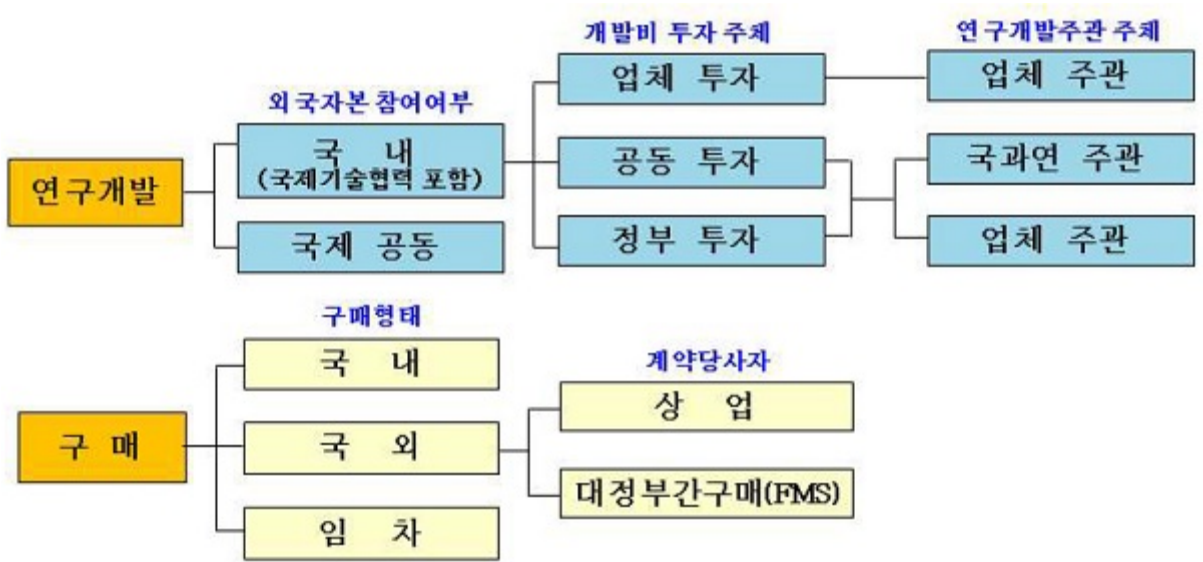 개발비 투자 주체
연구개발주관 주체
업체 투자
업체 주관
외국자본 참여여부
국 내
(국제기술협력 포함)
공동 투자
국과연 주관
연구개발
국제 공동
정부 투자
업체 주관
구매형태
국 내
계약당사자
상 업
구 매
국 외
대정부간구매(FMS)
임 차